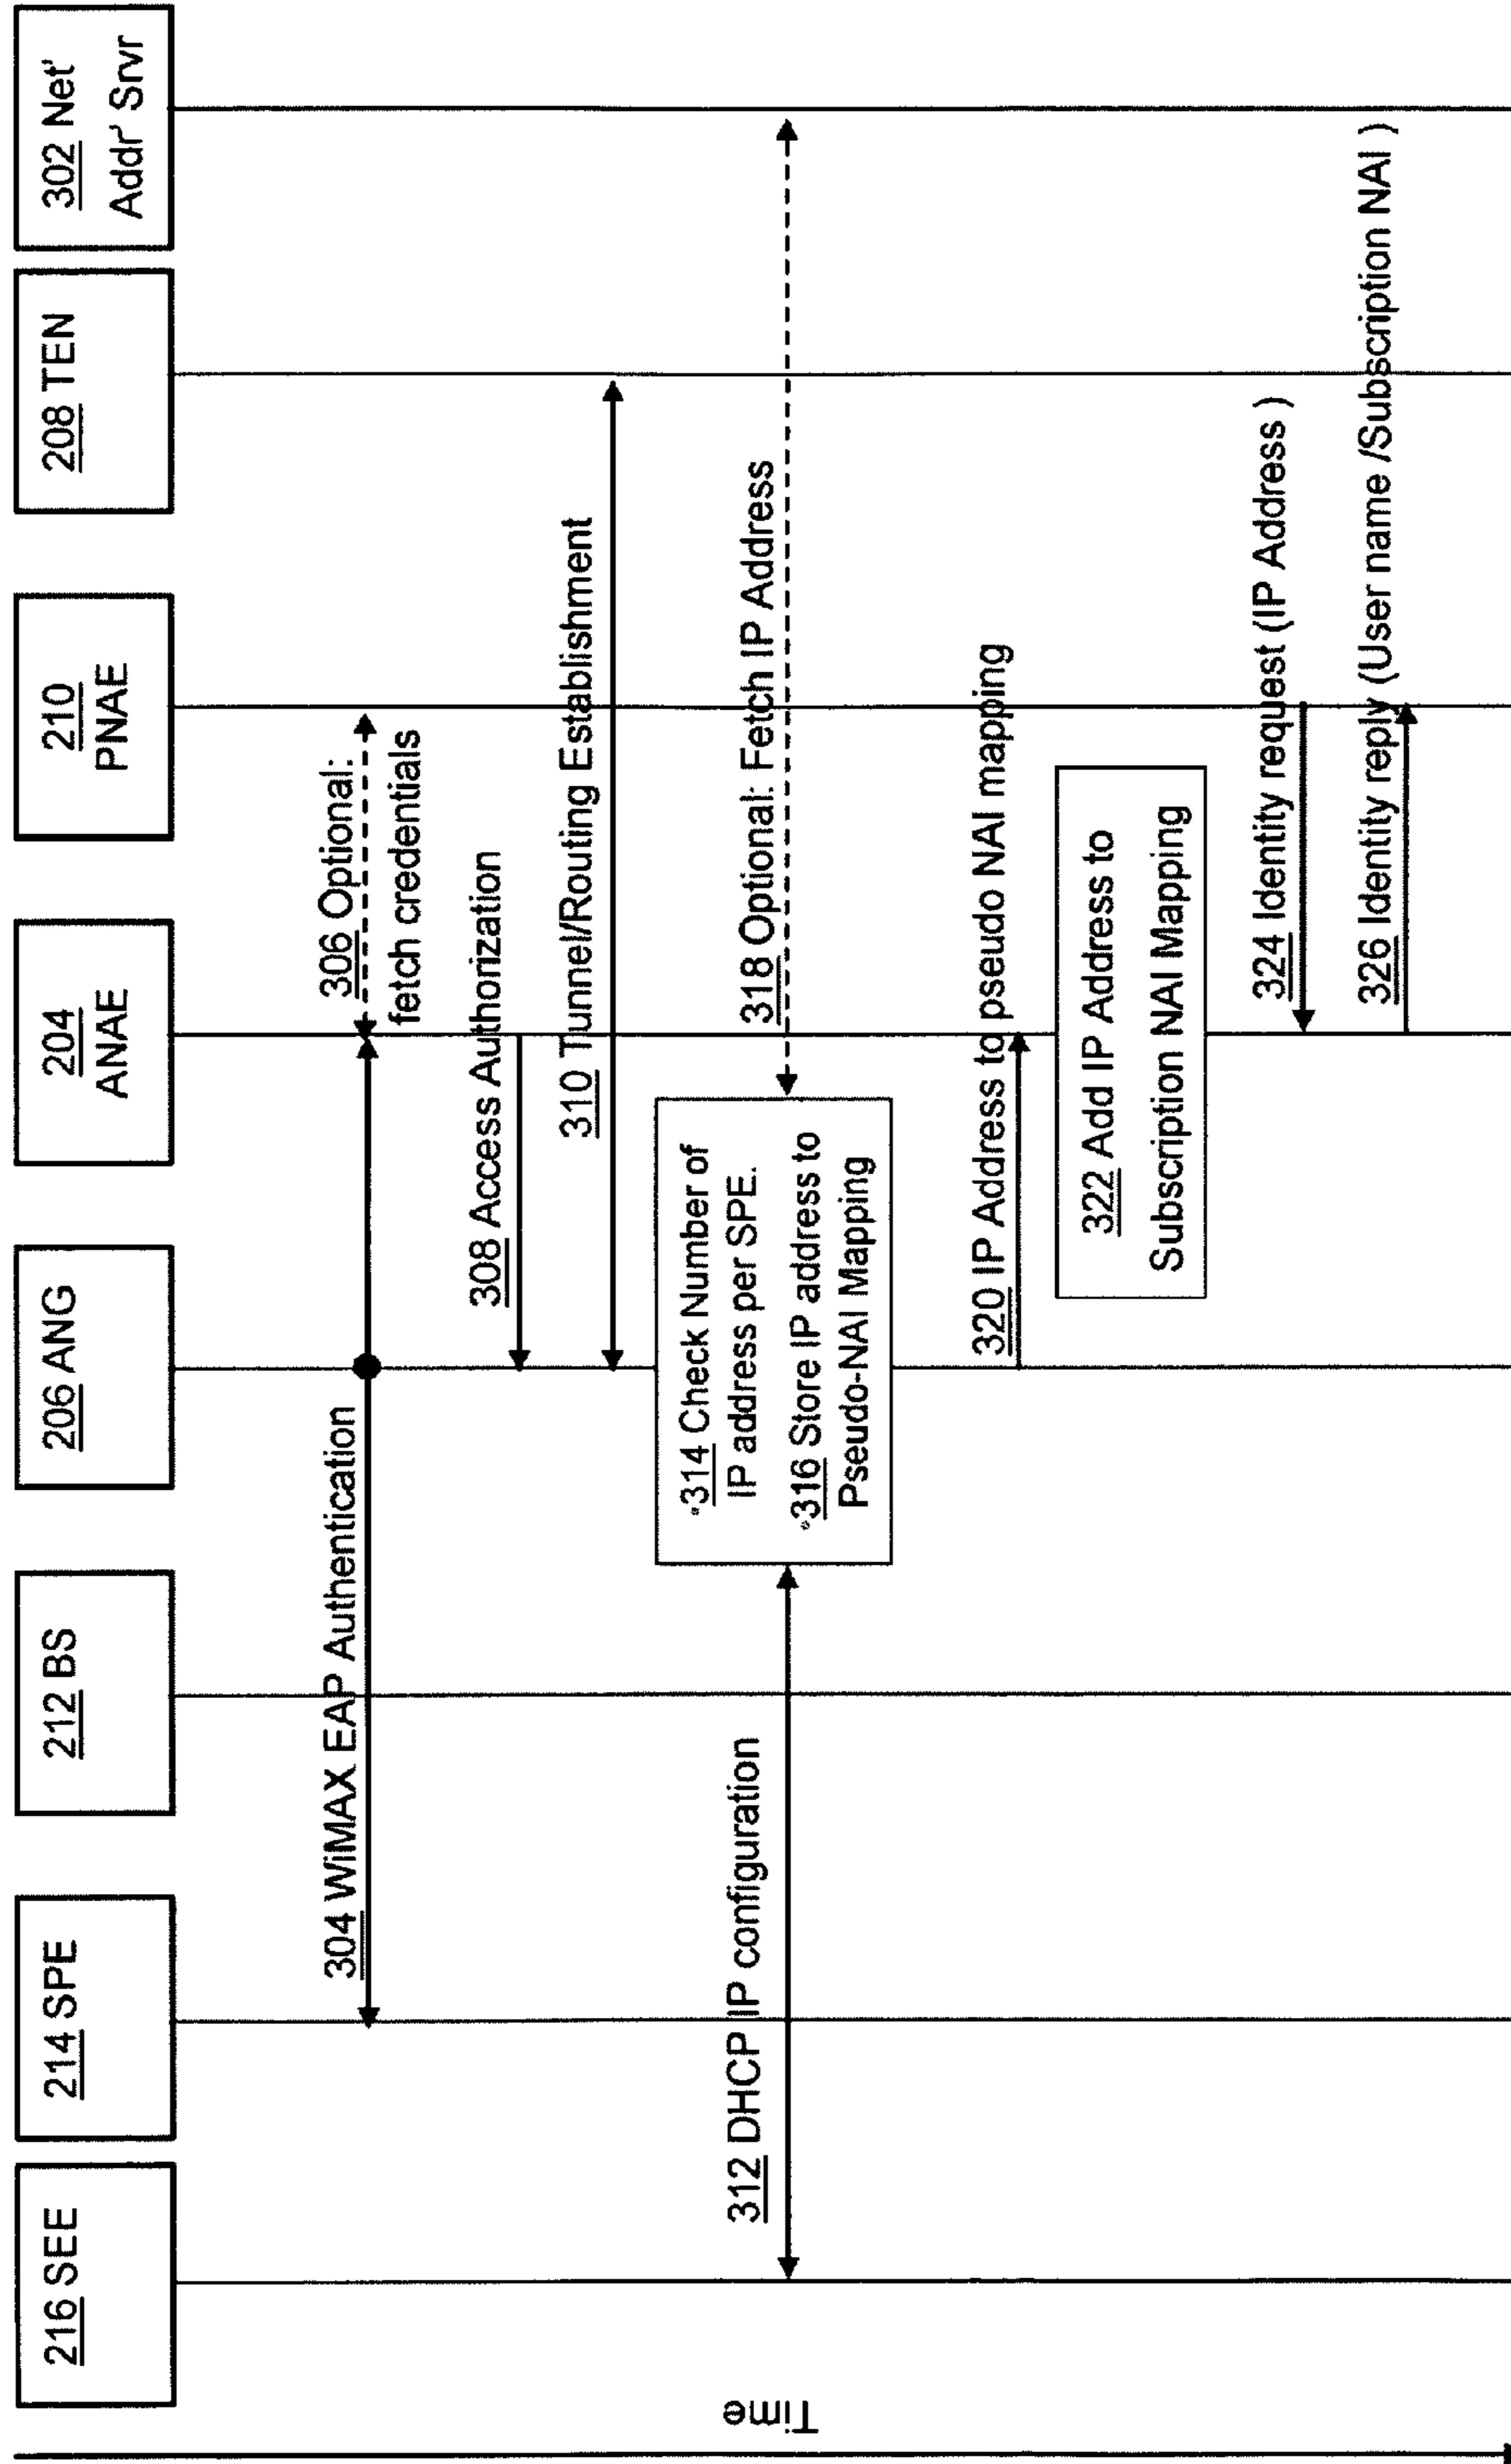 216 SEE
214 SPE
212 BS
206 ANG
204
ANAE
210
PNAE
208 TEN
302 Net'
Addr' Srvr
304 WiMAX EAP Authentication
306 Optional:
fetch credentials
308 Access Authorization
310 Tunnel/Routing Establishment
312 DHCP IP configuration
•314 Check Number of
IP address per SPE.
•316 Store IP address to
Pseudo-NAI Mapping
318 Optional: Fetch IP Address
320 IP Address to pseudo NAI mapping
322 Add IP Address to
Subscription NAI Mapping
324 Identity request (IP Address )
326 Identity reply (User name /Subscription NAI )
Time